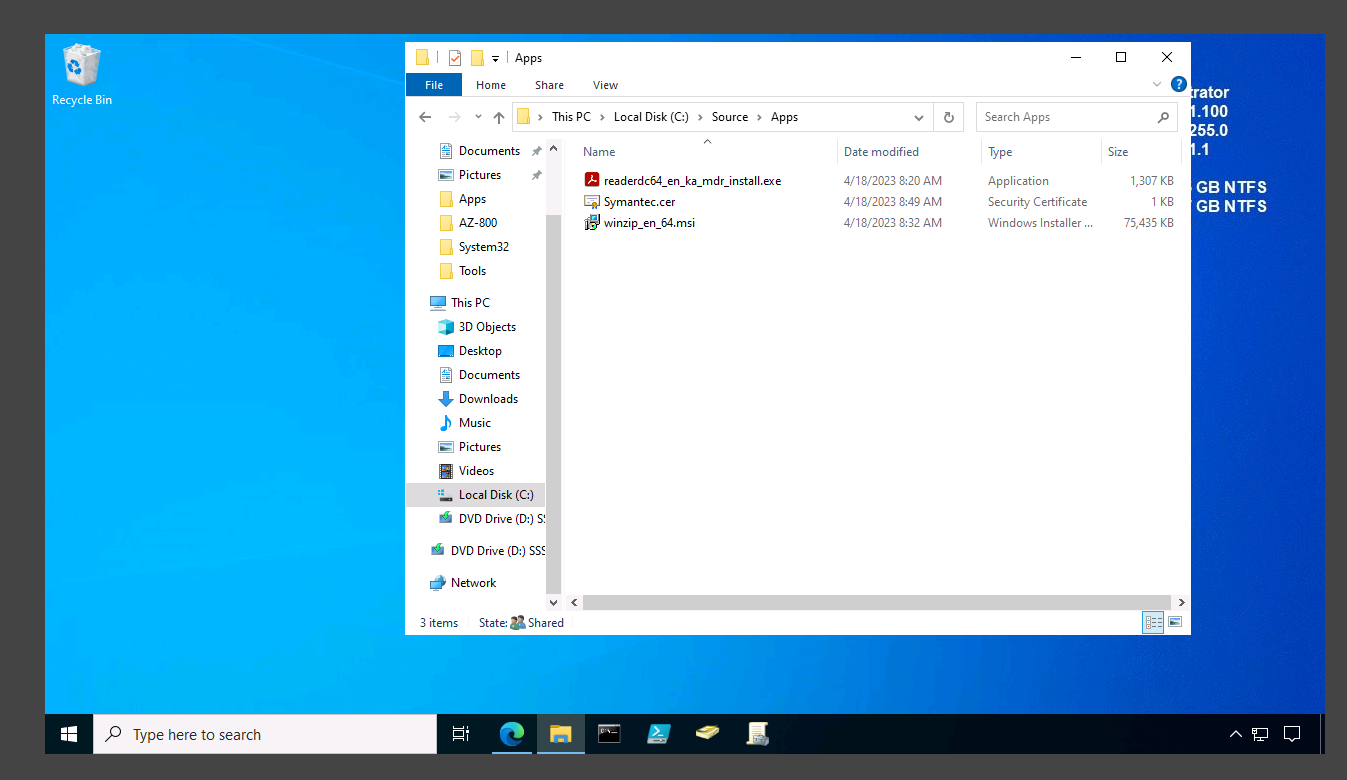 Recycle Bin
Apps
File Home Share View
This PC Local Disk (C:) Source Apps
Search Apps
Documents
Pictures
Apps
AZ-800
System32
Tools
This PC
3D Objects
Desktop
Documents
Downloads
Music
Pictures
Videos
Local Disk (C:)
DVD Drive (D:) S
DVD Drive (D:) SSS
Network
Name Date modified Type Size
readerdc64_en_ka_mdr_install.exe 4/18/2023 8:20 AM Application 1,307 KB
Symantec.cer 4/18/2023 8:49 AM Security Certificate 1 KB
winzip_en_64.msi 4/18/2023 8:32 AM Windows Installer ... 75,435 KB
3 items State: Shared
trator
1.100
255.0
1.1
GB NTFS
GB NTFS
Type here to search